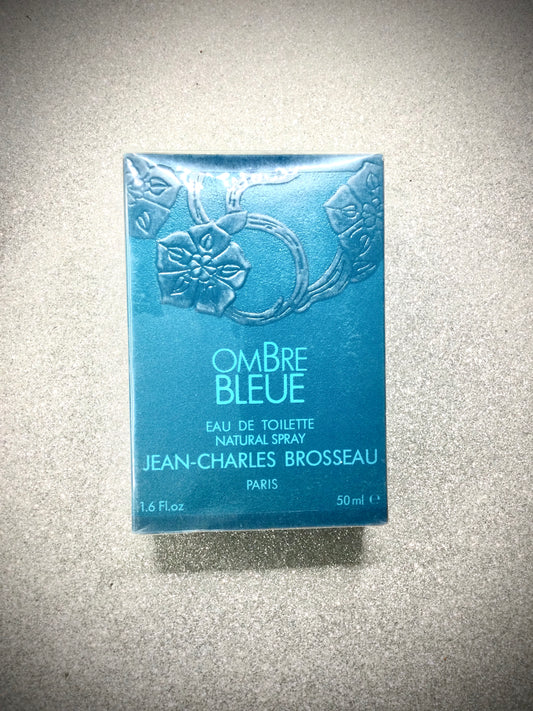 OMBRE
BLEUE
EAU DE TOILETTE
NATURAL SPRAY
JEAN-CHARLES BROSSEAU
PARIS
1.6 Fl.oz 50 ml ℮